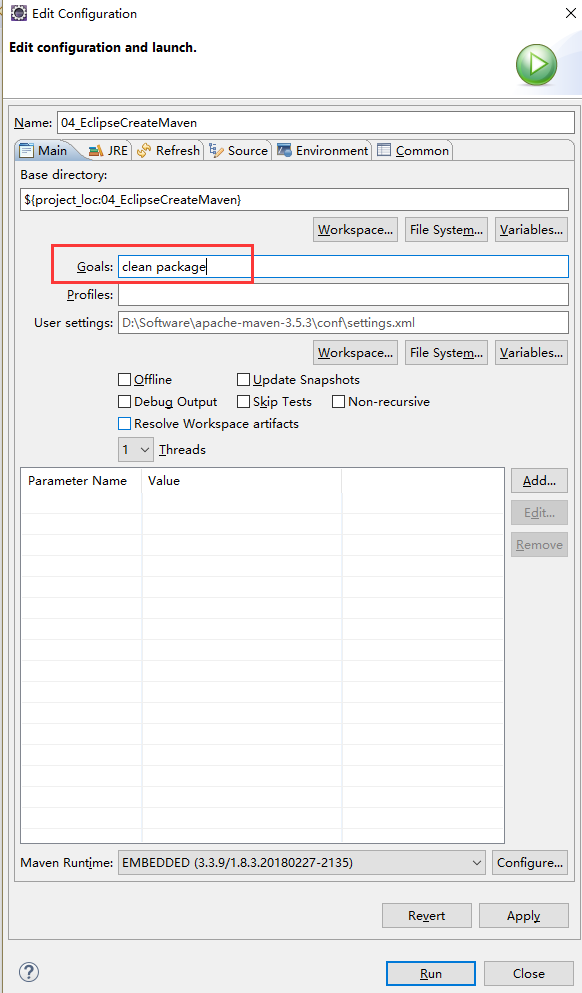 Edit Configuration
Edit configuration and launch.
Name: 04_EclipseCreateMaven
Main JRE Refresh Source Environment Common
Base directory:
${project_loc:04_EclipseCreateMaven}
Workspace... File System... Variables...
Goals: clean package
Profiles:
User settings: D:\Software\apache-maven-3.5.3\conf\settings.xml
Workspace... File System... Variables...
Offline Update Snapshots
Debug Output Skip Tests Non-recursive
Resolve Workspace artifacts
1 Threads
Parameter Name Value Add...
Edit...
Remove
Maven Runtime: EMBEDDED (3.3.9/1.8.3.20180227-2135) Configure...
Revert Apply
? Run Close